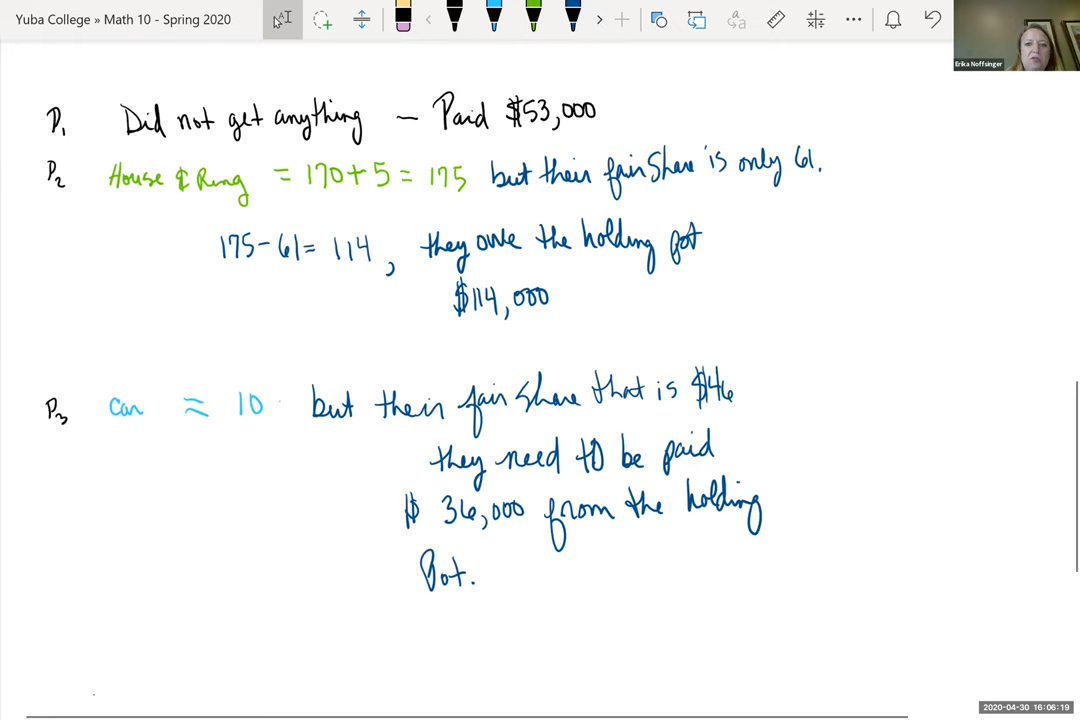 Yuba College » Math 10 - Spring 2020
Erika Noffsinger
P1 Did not get anything — Paid $53,000
P2 House & Ring = 170 + 5 = 175 but their fair share is only 61.
175 - 61 = 114, they owe the holding pot
$114,000
P3 Car ≈ 10 but their fair share that is $46
they need to be paid
$ 36,000 from the holding
Pot.
2020-04-30 16:06:19